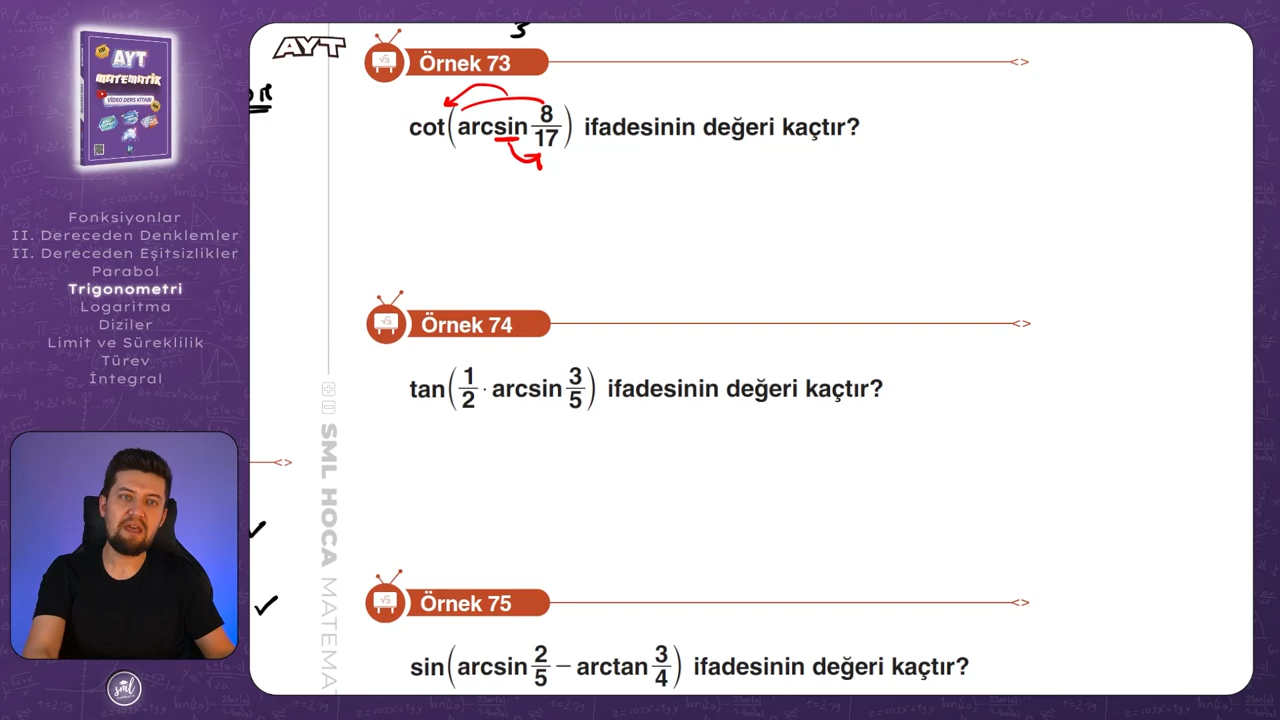 AYT
MATEMATİK
VİDEO DERS KİTABI
Fonksiyonlar
II. Dereceden Denklemler
II. Dereceden Eşitsizlikler
Parabol
Trigonometri
Logaritma
Diziler
Limit ve Süreklilik
Türev
İntegral
sml
AYT
SML HOCA MATEMA
3
Örnek 73
cot(arcsin 8/17) ifadesinin değeri kaçtır?
Örnek 74
tan(1/2 · arcsin 3/5) ifadesinin değeri kaçtır?
Örnek 75
sin(arcsin 2/5 − arctan 3/4) ifadesinin değeri kaçtır?